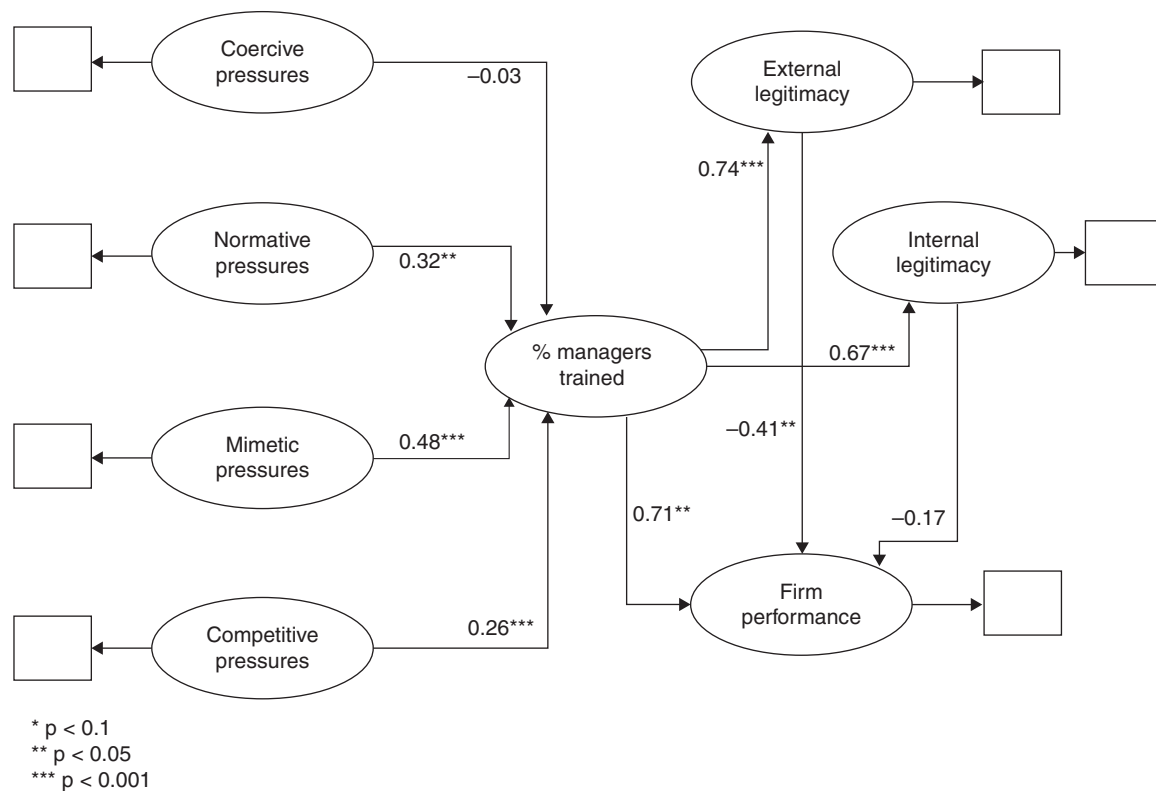 Coercive
pressures
–0.03
Normative
pressures
0.32**
Mimetic
pressures
0.48***
Competitive
pressures
0.26***
% managers
trained
External
legitimacy
0.74***
Internal
legitimacy
0.67***
–0.41**
0.71**
–0.17
Firm
performance
* p < 0.1
** p < 0.05
*** p < 0.001